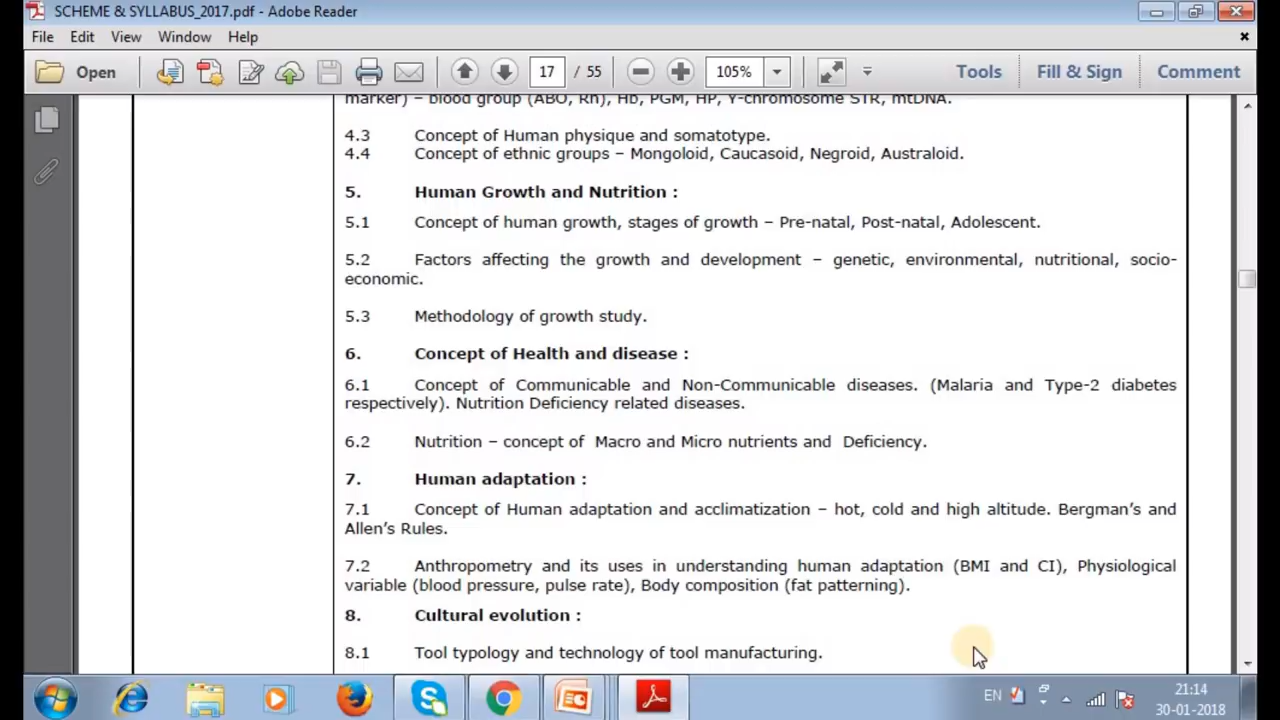 SCHEME & SYLLABUS_2017.pdf - Adobe Reader
File Edit View Window Help
Open 17 / 55 105% Tools Fill & Sign Comment
marker) – blood group (ABO, Rh), Hb, PGM, HP, Y-chromosome STR, mtDNA.
4.3 Concept of Human physique and somatotype.
4.4 Concept of ethnic groups – Mongoloid, Caucasoid, Negroid, Australoid.
5. Human Growth and Nutrition :
5.1 Concept of human growth, stages of growth – Pre-natal, Post-natal, Adolescent.
5.2 Factors affecting the growth and development – genetic, environmental, nutritional, socio-
economic.
5.3 Methodology of growth study.
6. Concept of Health and disease :
6.1 Concept of Communicable and Non-Communicable diseases. (Malaria and Type-2 diabetes
respectively). Nutrition Deficiency related diseases.
6.2 Nutrition – concept of Macro and Micro nutrients and Deficiency.
7. Human adaptation :
7.1 Concept of Human adaptation and acclimatization – hot, cold and high altitude. Bergman's and
Allen's Rules.
7.2 Anthropometry and its uses in understanding human adaptation (BMI and CI), Physiological
variable (blood pressure, pulse rate), Body composition (fat patterning).
8. Cultural evolution :
8.1 Tool typology and technology of tool manufacturing.
EN 21:14
30-01-2018